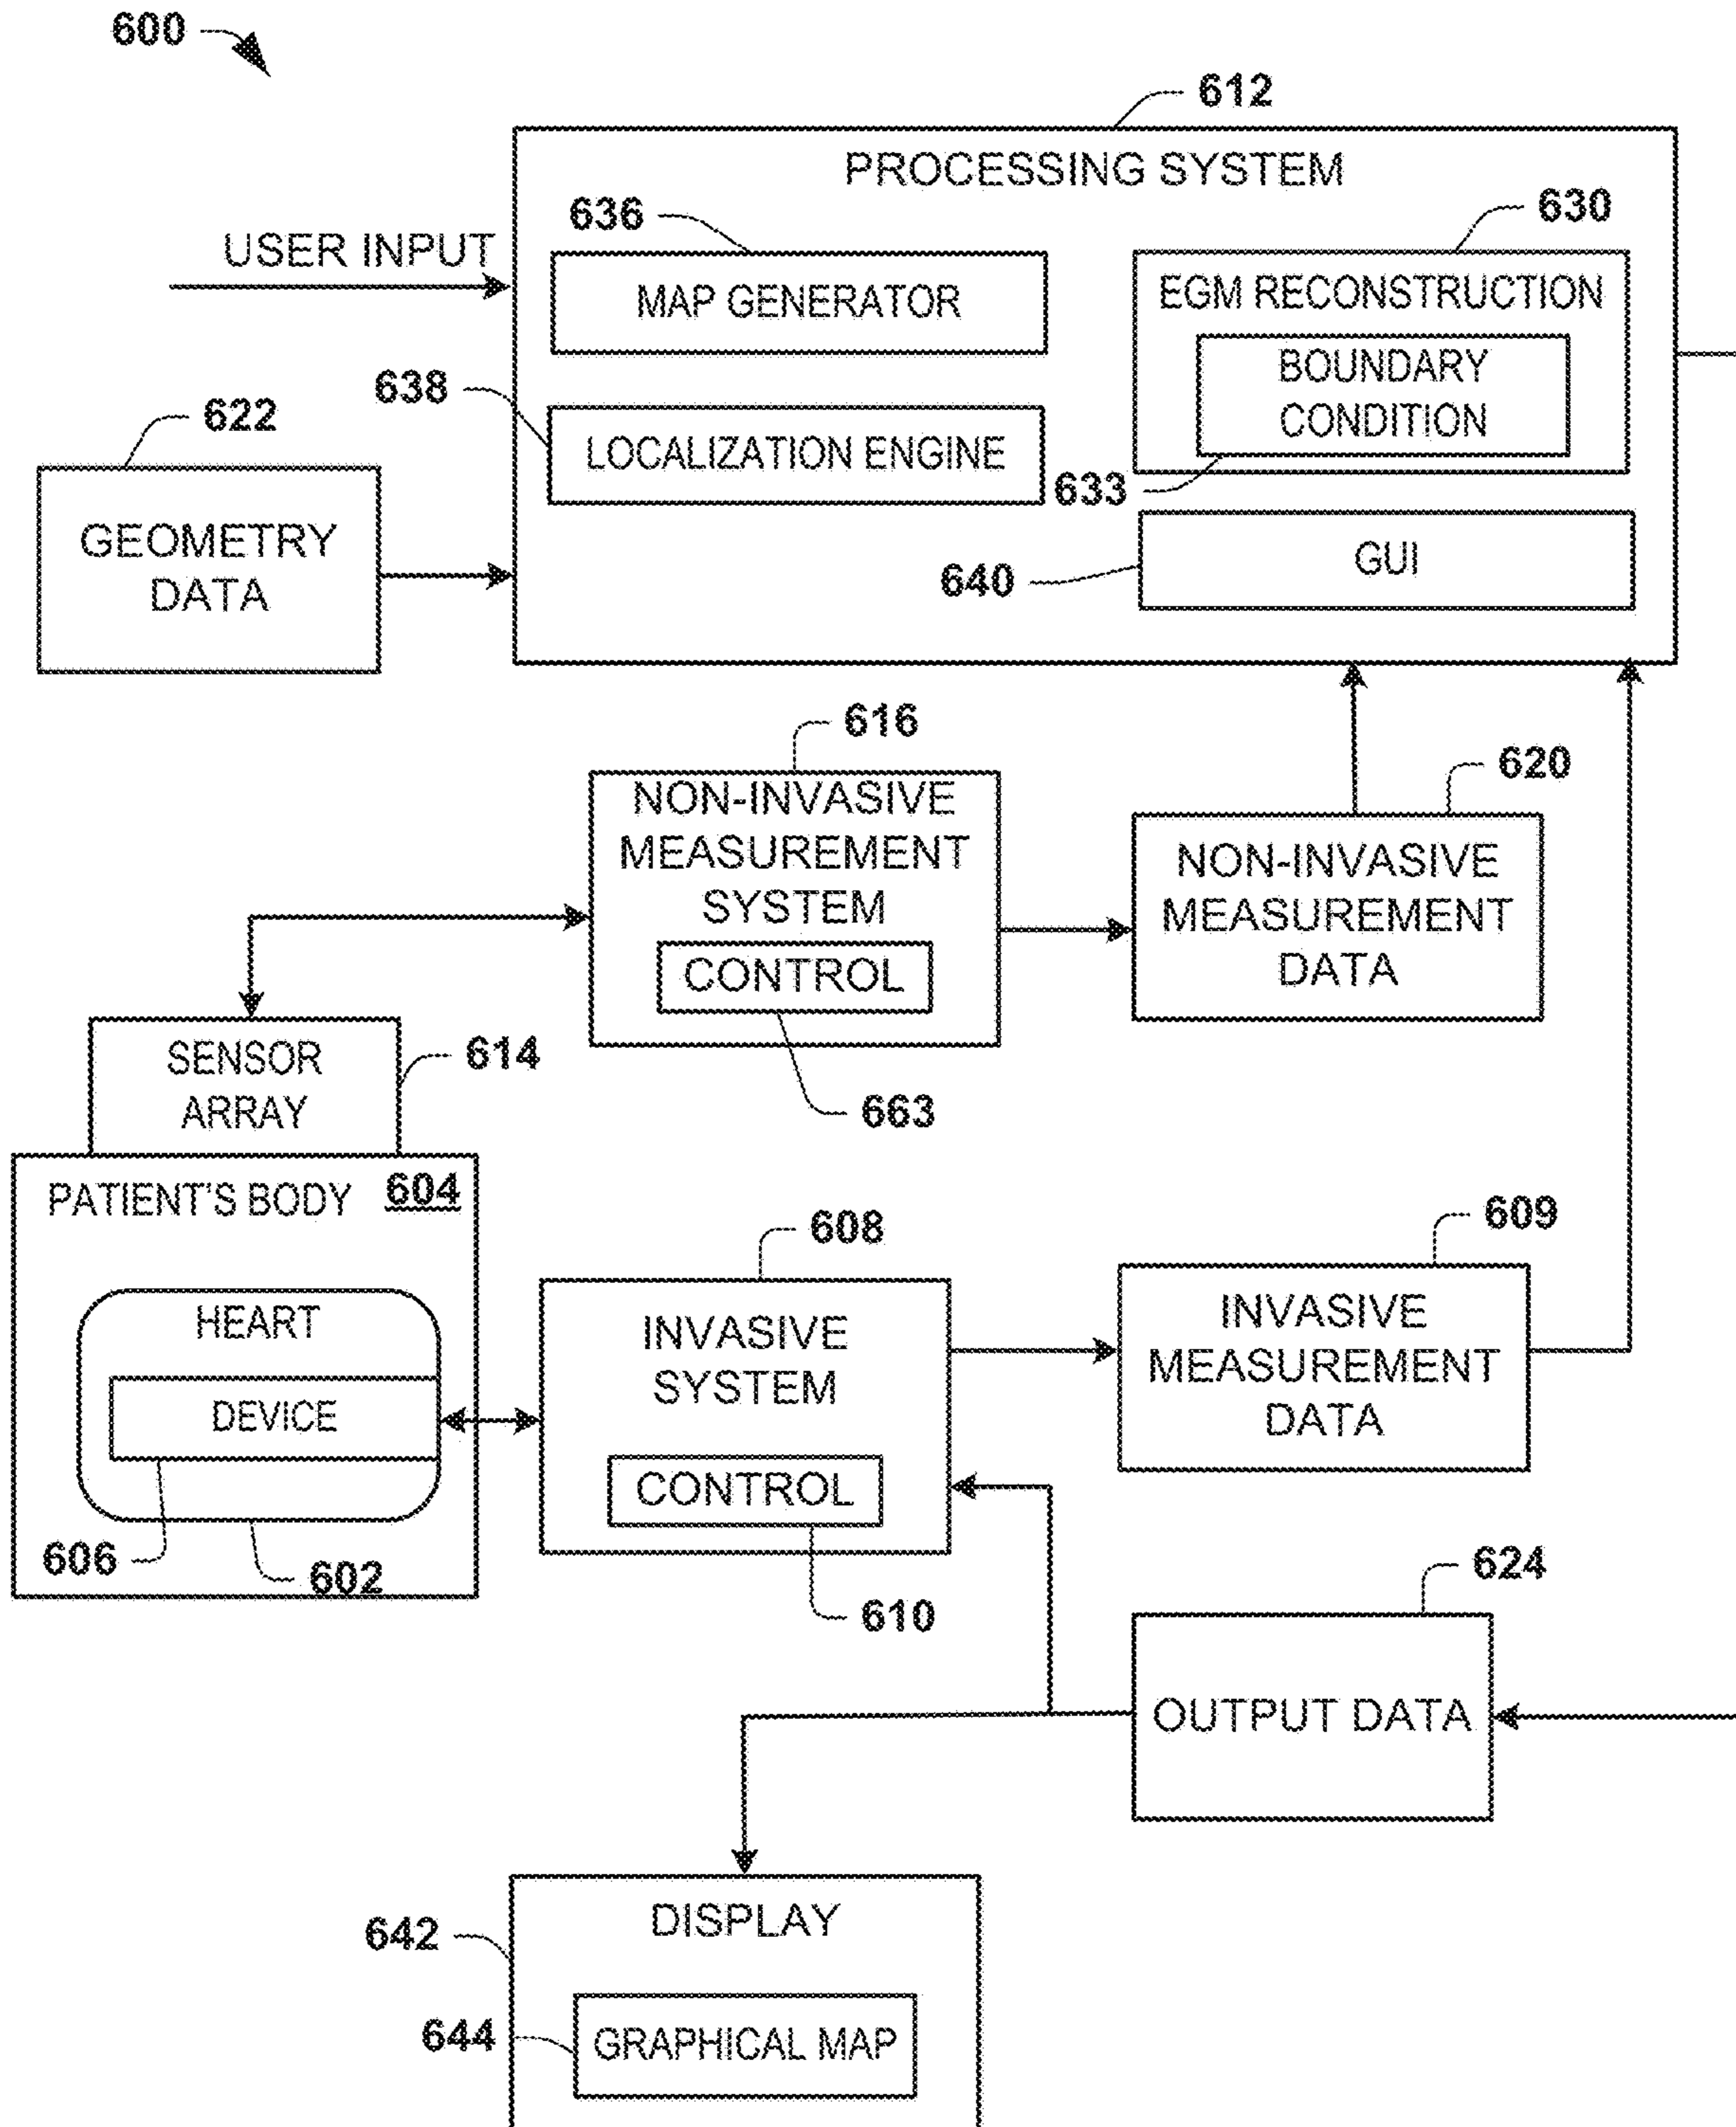 600
612
PROCESSING SYSTEM
636
630
USER INPUT
MAP GENERATOR
EGM RECONSTRUCTION
BOUNDARY
CONDITION
638
622
LOCALIZATION ENGINE
633
GEOMETRY
DATA
640
GUI
616
620
NON-INVASIVE
MEASUREMENT
SYSTEM
CONTROL
NON-INVASIVE
MEASUREMENT
DATA
663
SENSOR
ARRAY
614
PATIENT'S BODY
604
608
609
HEART
DEVICE
INVASIVE
SYSTEM
CONTROL
INVASIVE
MEASUREMENT
DATA
606
602
610
624
OUTPUT DATA
DISPLAY
642
644
GRAPHICAL MAP